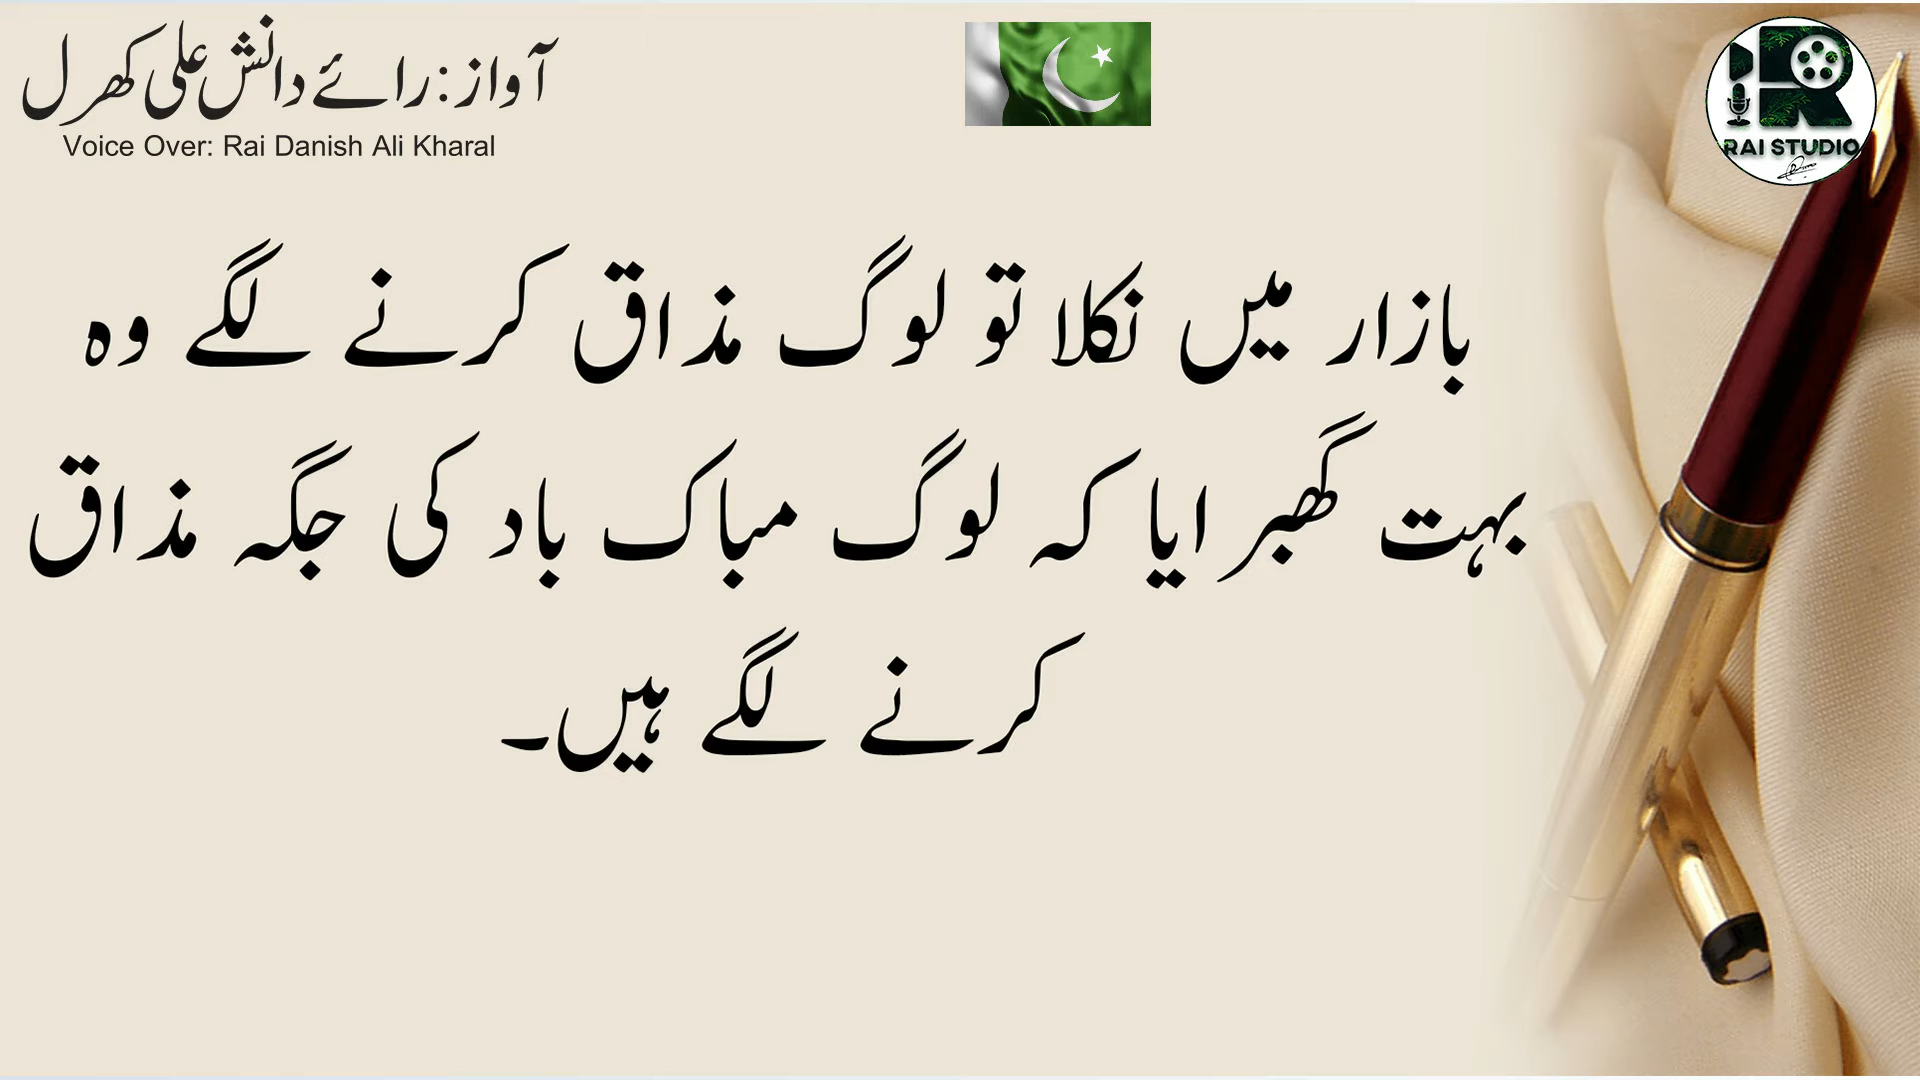 آواز:رائے دانش علی کھرل
Voice Over: Rai Danish Ali Kharal
RAI STUDIO
بازار میں نکلا تو لوگ مذاق کرنے لگے وہ
بہت گھبرایا کہ لوگ مباک باد کی جگہ مذاق
کرنے لگے ہیں۔